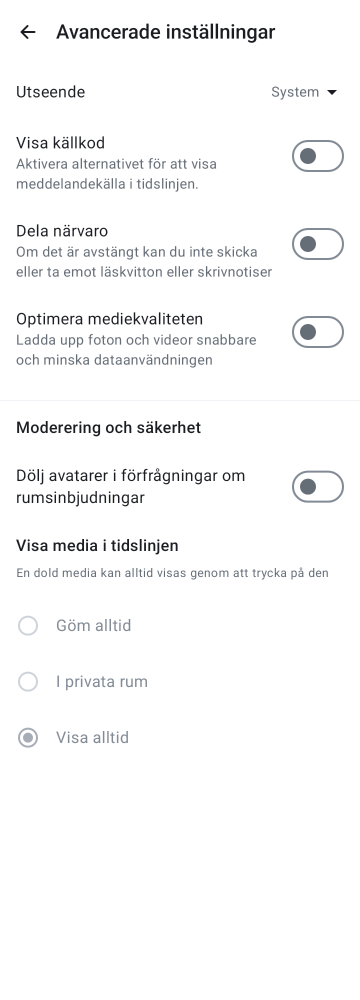 Avancerade inställningar
Utseende
System
Visa källkod
Aktivera alternativet för att visa
meddelandekälla i tidslinjen.
Dela närvaro
Om det är avstängt kan du inte skicka
eller ta emot läskvitton eller skrivnotiser
Optimera mediekvaliteten
Ladda upp foton och videor snabbare
och minska dataanvändningen
Moderering och säkerhet
Dölj avatarer i förfrågningar om
rumsinbjudningar
Visa media i tidslinjen
En dold media kan alltid visas genom att trycka på den
Göm alltid
I privata rum
Visa alltid